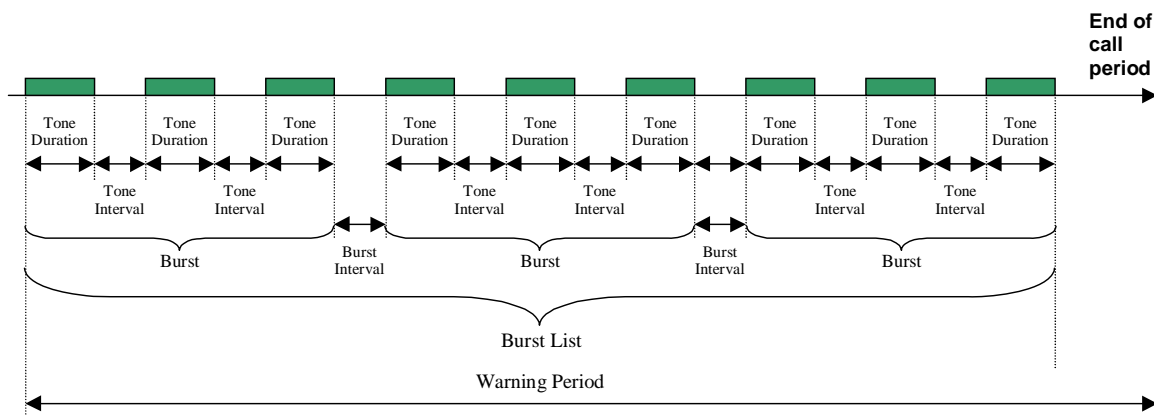 End of
call
period
Tone
Duration
Tone
Duration
Tone
Duration
Tone
Duration
Tone
Duration
Tone
Duration
Tone
Duration
Tone
Duration
Tone
Duration
Tone
Interval
Tone
Interval
Tone
Interval
Tone
Interval
Tone
Interval
Tone
Interval
Burst
Burst
Interval
Burst
Burst
Interval
Burst
Burst List
Warning Period